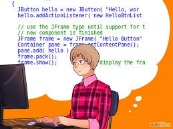 {
JButton hello = new JButton( "Hello, wor
hello.addActionListener( new HelloBtnList
// use the JFrame type until support for t
// new component is finished
JFrame frame = new JFrame( "Hello Button"
Container pane = frame.getContentPane();
pane.add( hello );
frame.pack();
frame.show(); display the fra